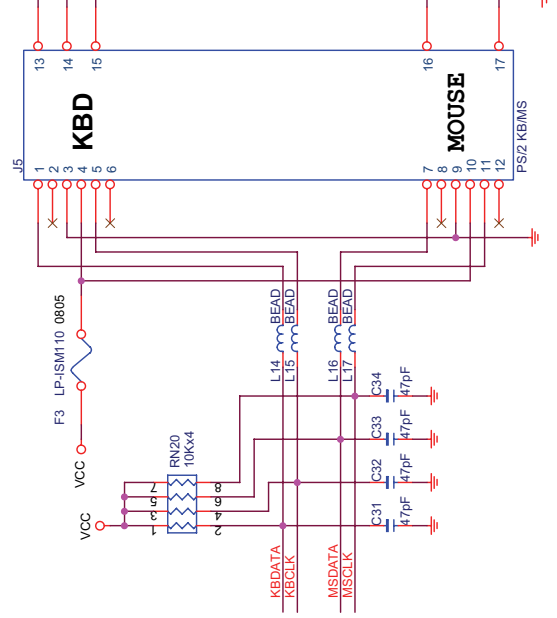 13
14
15
16
17
J5
KBD
MOUSE
1
2
3
4
5
6
7
8
9
10
11
12
PS/2 KB/MS
F3 LP-ISM110 0805
VCC
L14 BEAD
L15 BEAD
L16 BEAD
L17 BEAD
RN20
10Kx4
VCC
1
3
5
7
2
4
6
8
C31
47pF
C32
47pF
C33
47pF
C34
47pF
KBDATA
KBCLK
MSDATA
MSCLK